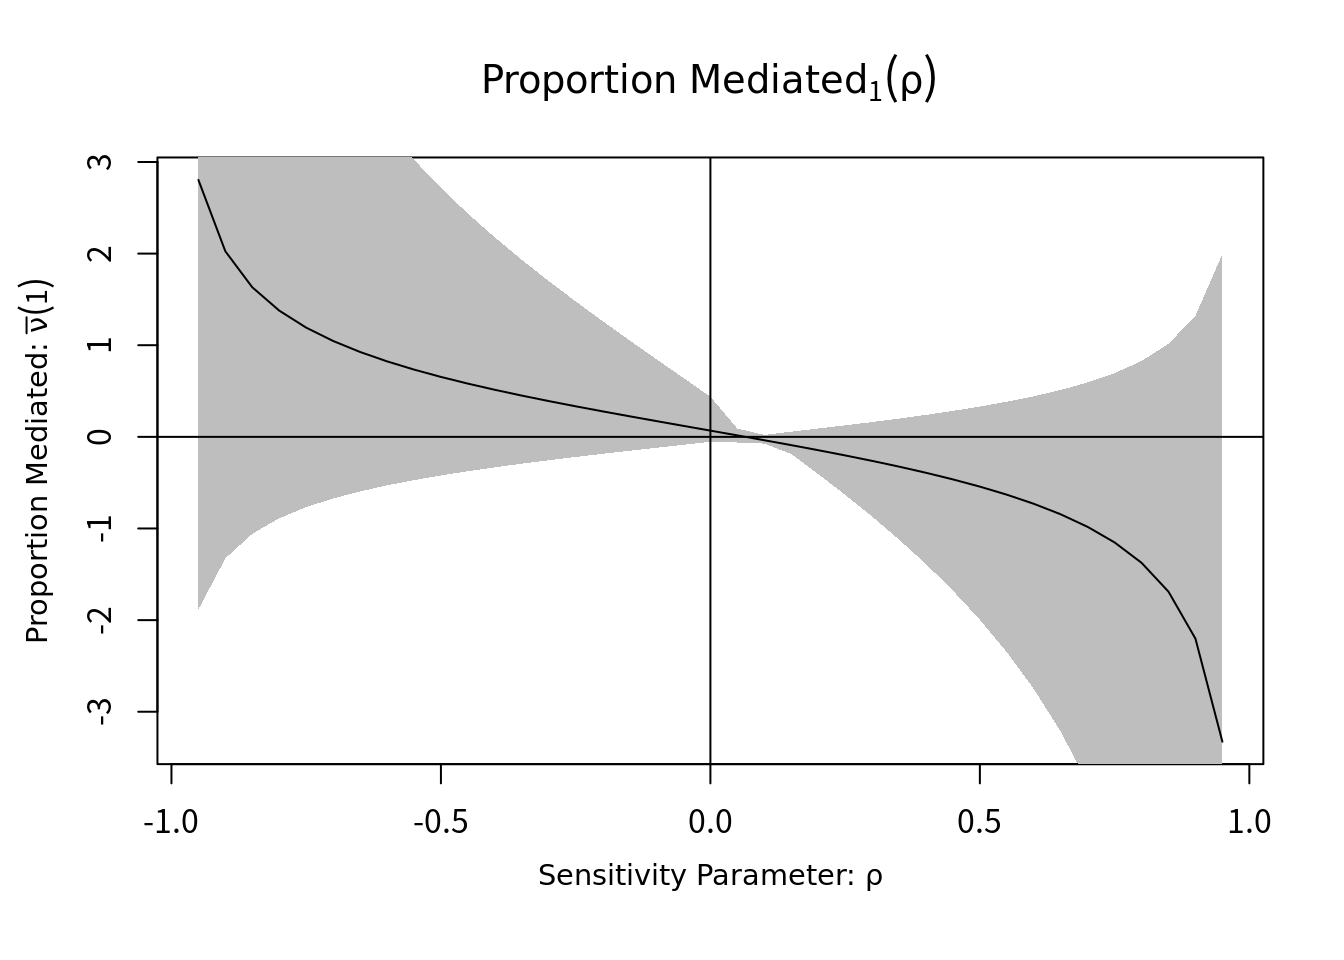 Proportion Mediated₁(ρ)
3
2
1
0
-1
-2
-3
Proportion Mediated: ν̅(1)
-1.0 -0.5 0.0 0.5 1.0
Sensitivity Parameter: ρ